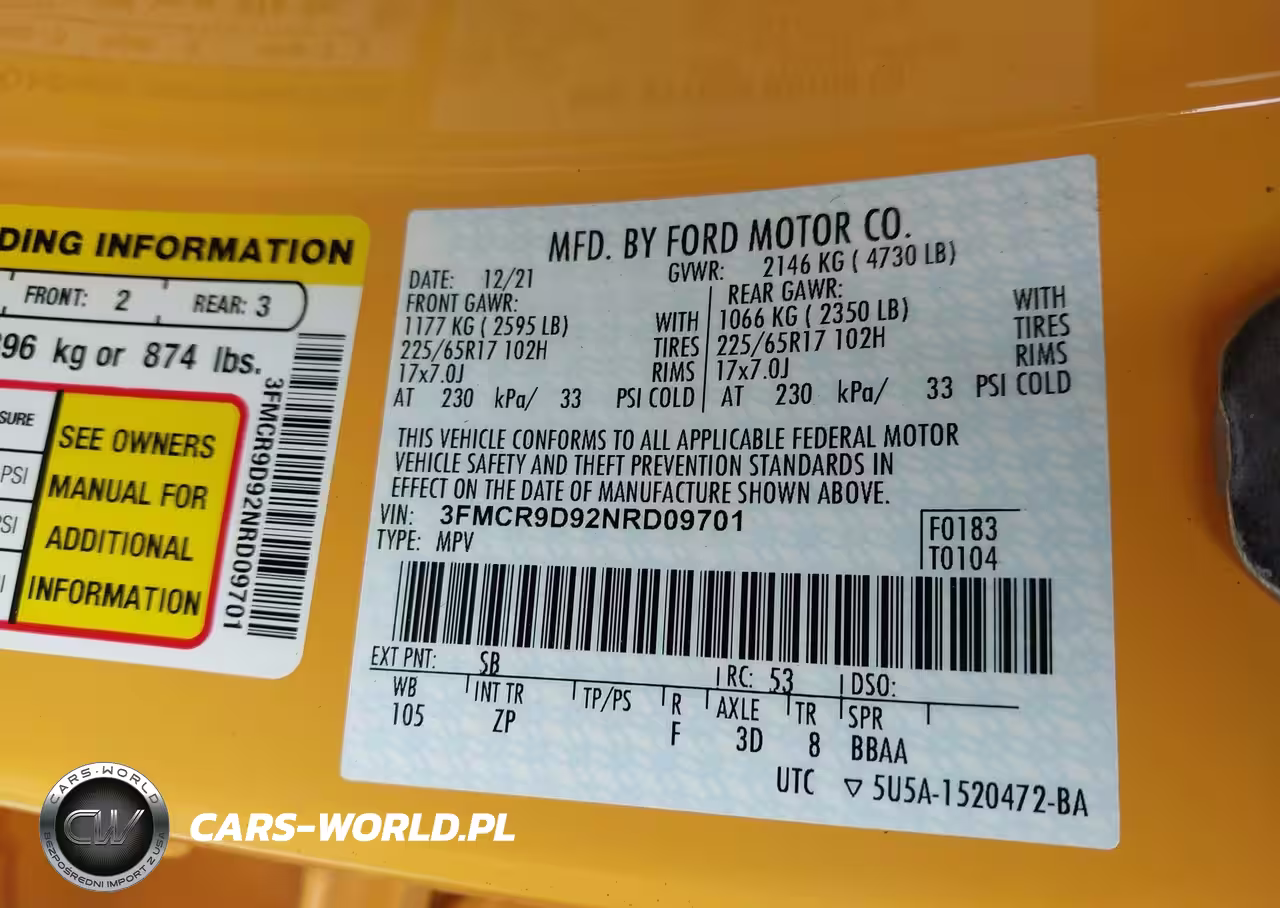 DING INFORMATION
FRONT: 2 REAR: 3
96 kg or 874 lbs.
SURE
PSI
PSI
SEE OWNERS
MANUAL FOR
ADDITIONAL
INFORMATION
3FMCR9D92NRD09701
MFD. BY FORD MOTOR CO.
DATE: 12/21 GVWR: 2146 KG ( 4730 LB)
FRONT GAWR: REAR GAWR:
1177 KG ( 2595 LB) WITH 1066 KG ( 2350 LB) WITH
225/65R17 102H TIRES 225/65R17 102H TIRES
17x7.0J RIMS 17x7.0J RIMS
AT 230 kPa/ 33 PSI COLD AT 230 kPa/ 33 PSI COLD
THIS VEHICLE CONFORMS TO ALL APPLICABLE FEDERAL MOTOR
VEHICLE SAFETY AND THEFT PREVENTION STANDARDS IN
EFFECT ON THE DATE OF MANUFACTURE SHOWN ABOVE.
VIN: 3FMCR9D92NRD09701
TYPE: MPV
F0183
T0104
EXT PNT: SB RC: 53 DSO:
WB INT TR TP/PS R AXLE TR SPR
105 ZP F 3D 8 BBAA
UTC ▽ 5U5A-1520472-BA
CARS-WORLD
CW
BEZPOŚREDNI IMPORT Z USA
CARS-WORLD.PL